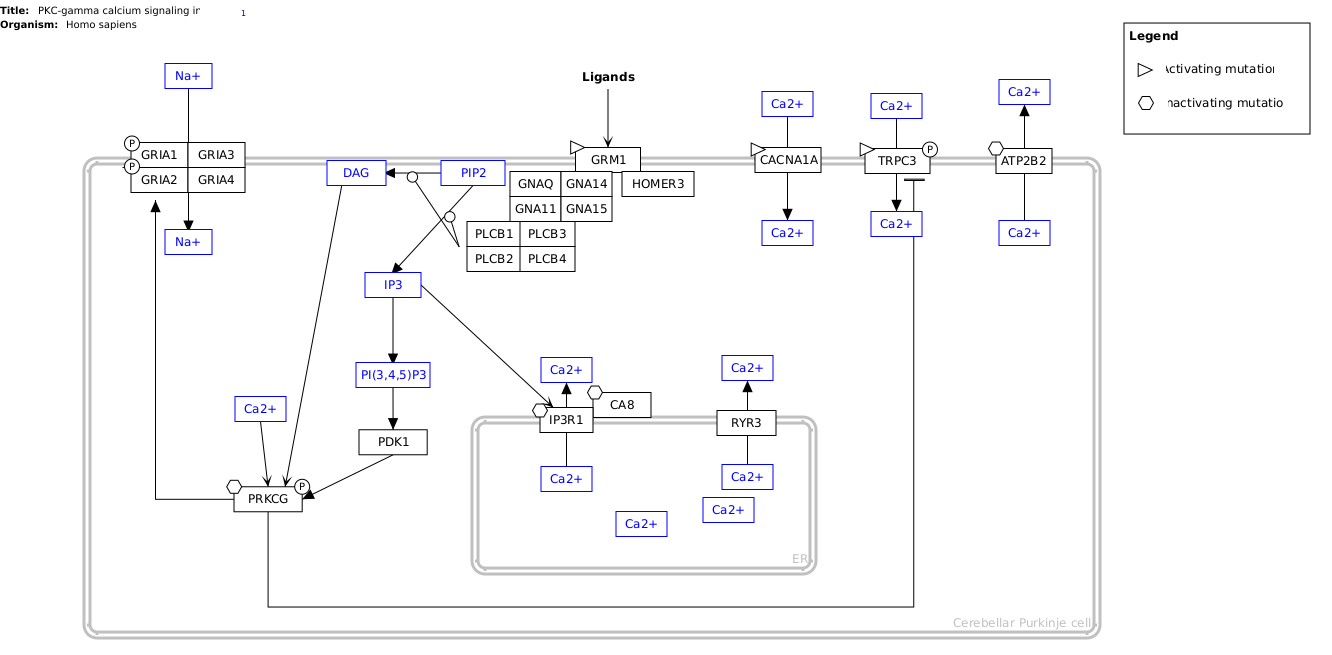 Title: PKC-gamma calcium signaling in
1
Organism: Homo sapiens
Legend
Activating mutation
Inactivating mutatio
Ligands
Na+
Ca2+
Ca2+
Ca2+
P
GRIA1
GRIA3
P
GRIA2
GRIA4
DAG
PIP2
GRM1
GNAQ
GNA14
HOMER3
GNA11
GNA15
PLCB1
PLCB3
PLCB2
PLCB4
CACNA1A
TRPC3
P
ATP2B2
Na+
Ca2+
Ca2+
Ca2+
IP3
PI(3,4,5)P3
Ca2+
Ca2+
Ca2+
CA8
IP3R1
RYR3
PDK1
Ca2+
Ca2+
PRKCG
P
Ca2+
Ca2+
ER
Cerebellar Purkinje cell